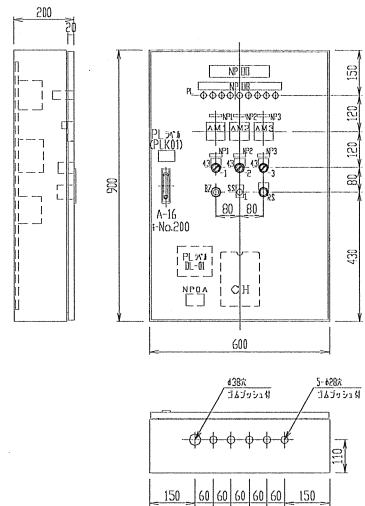 200
20
900
NP00
NP0B
PL
NP1 NP2 NP3
AM1 AM2 AM3
PLラベル
(PLK01)
NP1 NP2 NP3
43 43 43
-1 -2 -3
BZ SS1 RS
80 80
A-16
i-No.200
PLラベル
DL-01
NP0A
CH
150
120
120
80
430
600
φ38穴
ゴムブッシュ付
5-φ28穴
ゴムブッシュ付
110
150 60 60 60 60 60 150